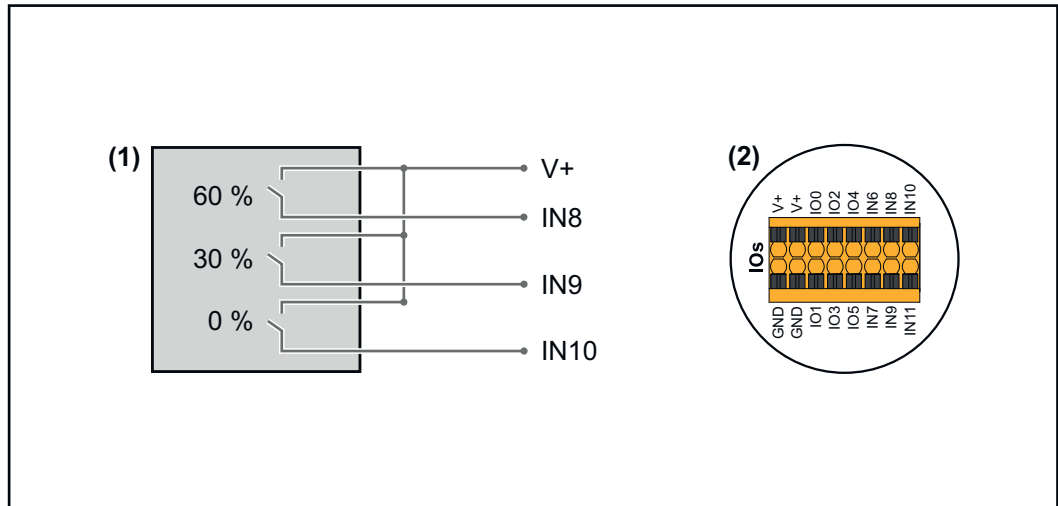 (1)
60 %
30 %
0 %
V+
IN8
IN9
IN10
(2)
IOs
V+ V+ IO0 IO2 IO4 IN6 IN8 IN10
GND GND IO1 IO3 IO5 IN7 IN9 IN11